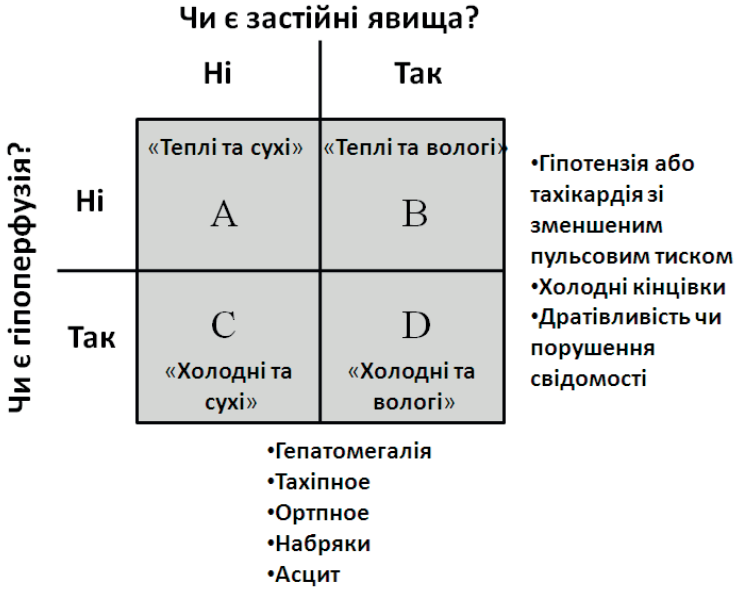 Чи є застійні явища?
Ні
Так
Чи є гіпоперфузія?
Ні
«Теплі та сухі»
A
«Теплі та вологі»
B
Так
C
«Холодні та
сухі»
D
«Холодні та
вологі»
•Гіпотензія або
тахікардія зі
зменшеним
пульсовим тиском
•Холодні кінцівки
•Дратівливість чи
порушення
свідомості
•Гепатомегалія
•Тахіпное
•Ортпное
•Набряки
•Асцит